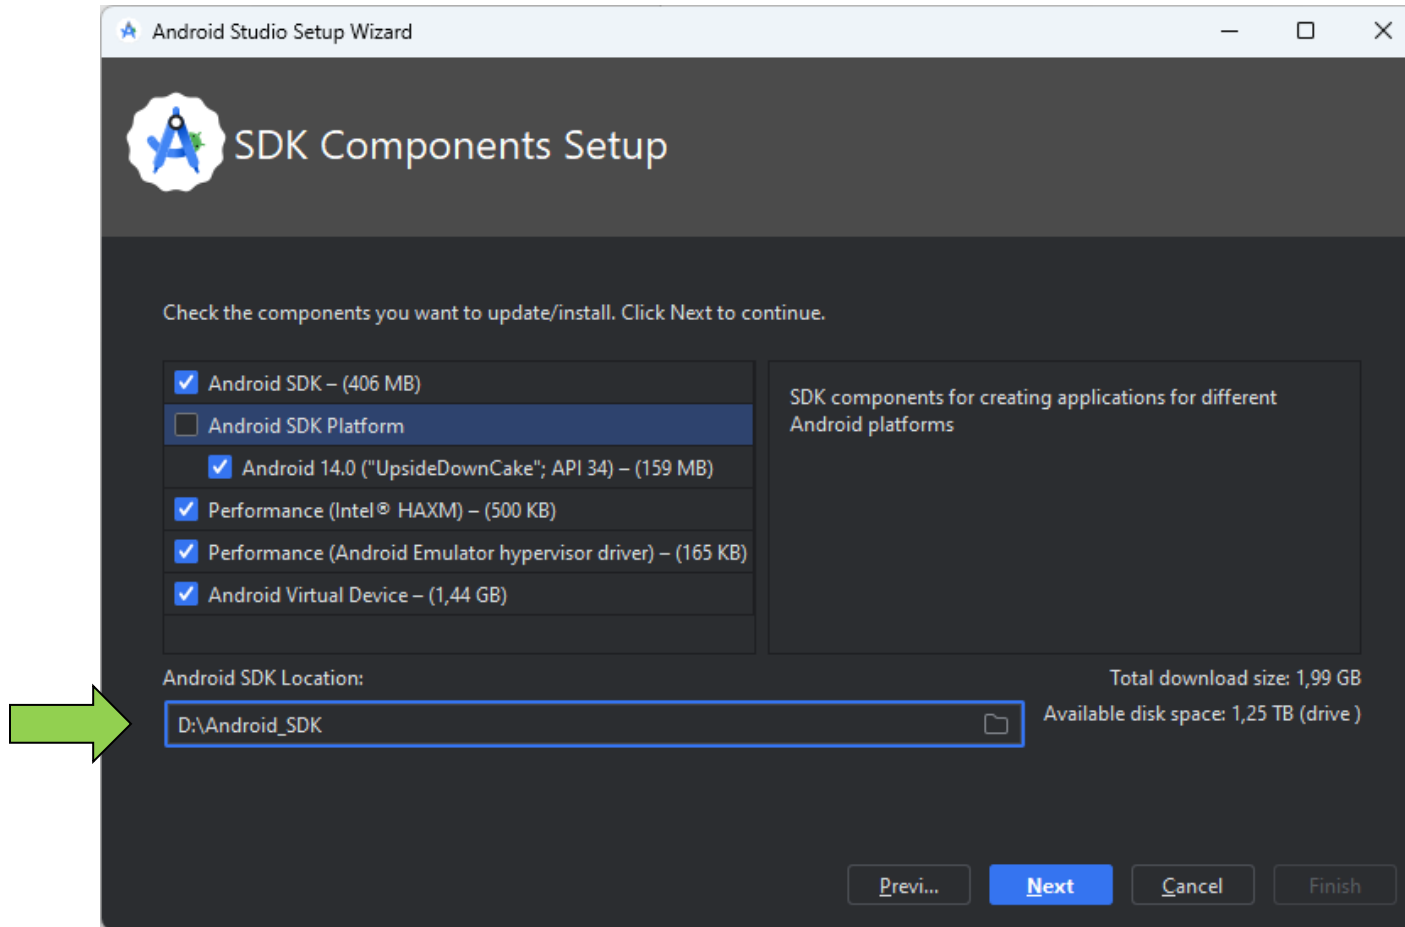 Android Studio Setup Wizard
SDK Components Setup
Check the components you want to update/install. Click Next to continue.
Android SDK – (406 MB)
Android SDK Platform
Android 14.0 ("UpsideDownCake"; API 34) – (159 MB)
Performance (Intel® HAXM) – (500 KB)
Performance (Android Emulator hypervisor driver) – (165 KB)
Android Virtual Device – (1,44 GB)
SDK components for creating applications for different
Android platforms
Android SDK Location:
Total download size: 1,99 GB
D:\Android_SDK
Available disk space: 1,25 TB (drive )
Previ...
Next
Cancel
Finish